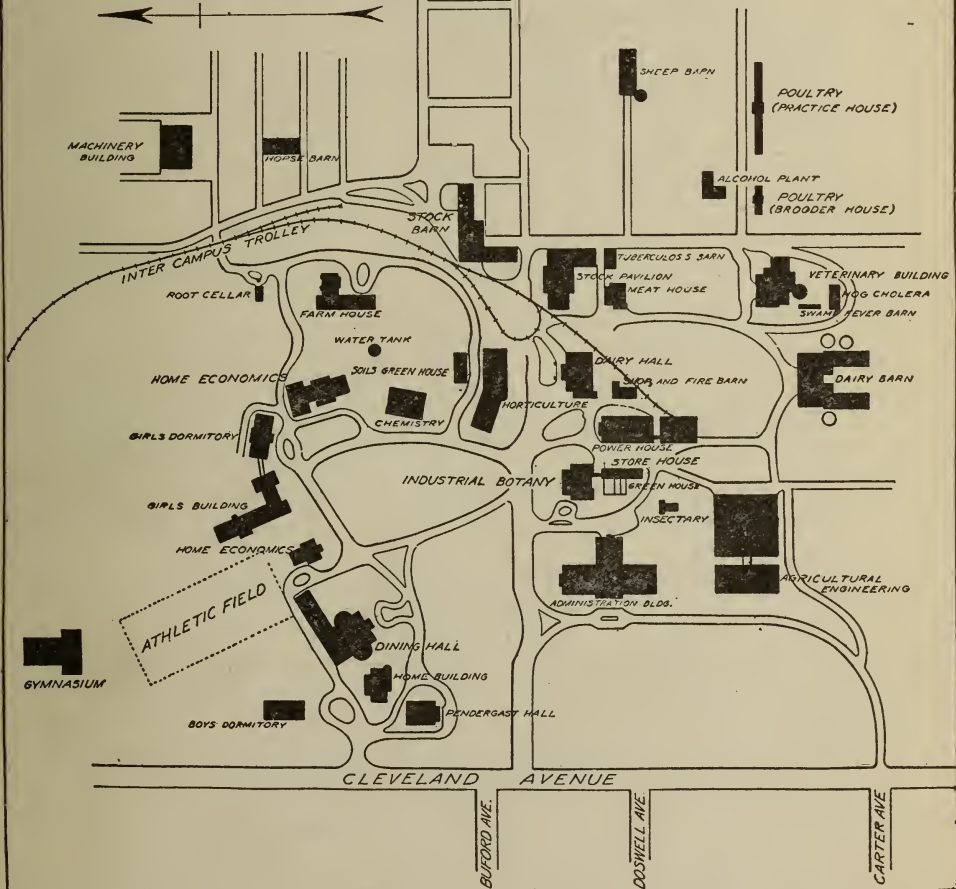 SHEEP BARN
POULTRY
(PRACTICE HOUSE)
MACHINERY
BUILDING
HORSE BARN
ALCOHOL PLANT
POULTRY
(BROODER HOUSE)
STOCK
BARN
INTER CAMPUS TROLLEY
TUBERCULOSS BARN
STOCK PAVILION
MEAT HOUSE
VETERINARY BUILDING
HOG CHOLERA
SWAMP FEVER BARN
ROOT CELLAR
FARM HOUSE
WATER TANK
SOILS GREEN HOUSE
DAIRY HALL
SHOP AND FIRE BARN
DAIRY BARN
HOME ECONOMICS
CHEMISTRY
HORTICULTURE
GIRLS DORMITORY
POWER HOUSE
STORE HOUSE
INDUSTRIAL BOTANY
GREEN HOUSE
GIRLS BUILDING
INSECTARY
HOME ECONOMICS
AGRICULTURAL
ENGINEERING
ADMINISTRATION BLDG.
ATHLETIC FIELD
DINING HALL
GYMNASIUM
HOME BUILDING
BOYS DORMITORY
PENDERGAST HALL
CLEVELAND AVENUE
BUFORD AVE.
DOSWELL AVE.
CARTER AVE